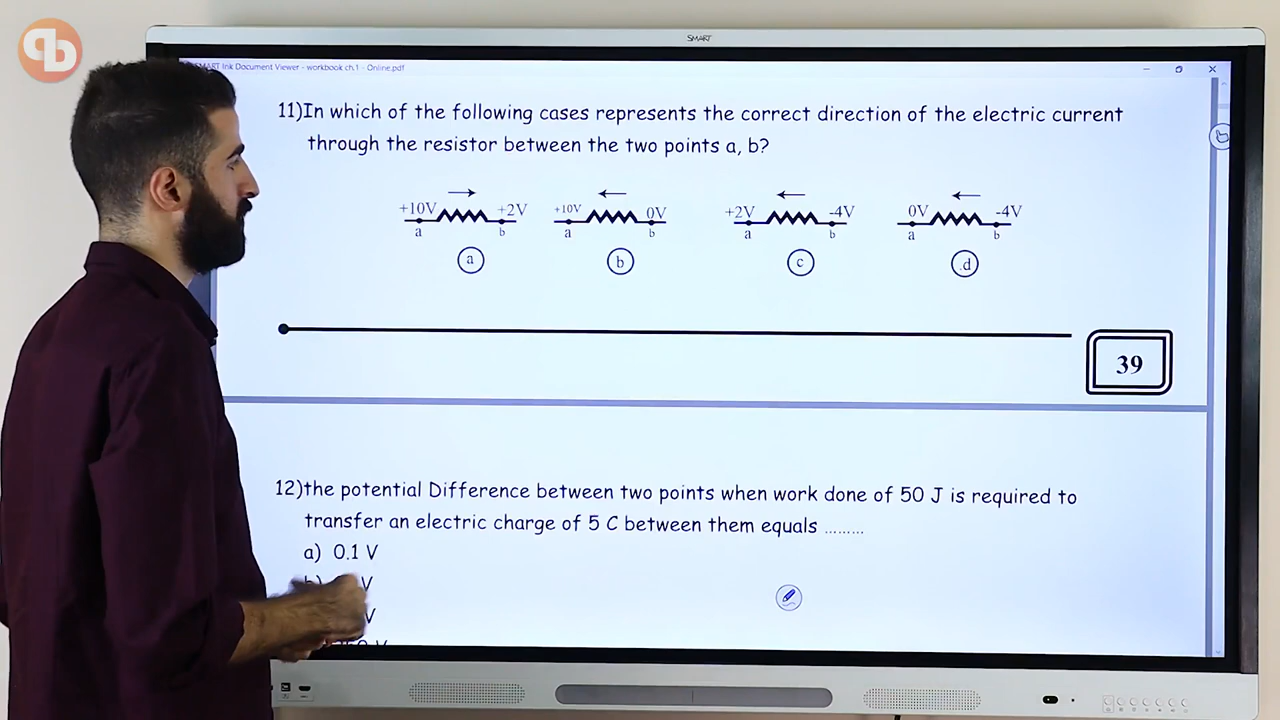 qb
SMART
SMART Ink Document Viewer - workbook ch.1 - Online.pdf
11)In which of the following cases represents the correct direction of the electric current
through the resistor between the two points a, b?
+10V +2V +10V 0V +2V -4V 0V -4V
a b a b a b a b
a b c d
39
12)the potential Difference between two points when work done of 50 J is required to
transfer an electric charge of 5 C between them equals .........
a) 0.1 V
b) V
V
V